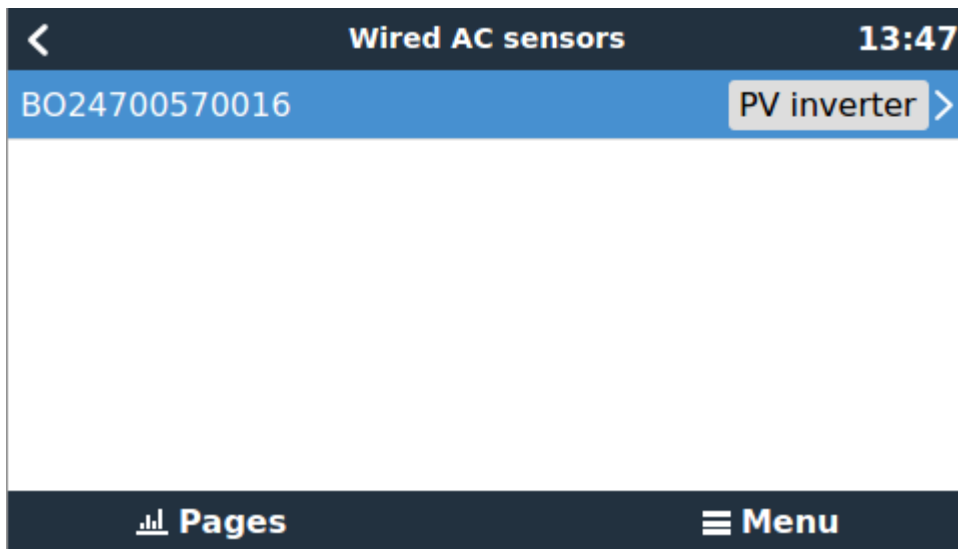 Wired AC sensors 13:47
BO24700570016 PV inverter
Pages Menu